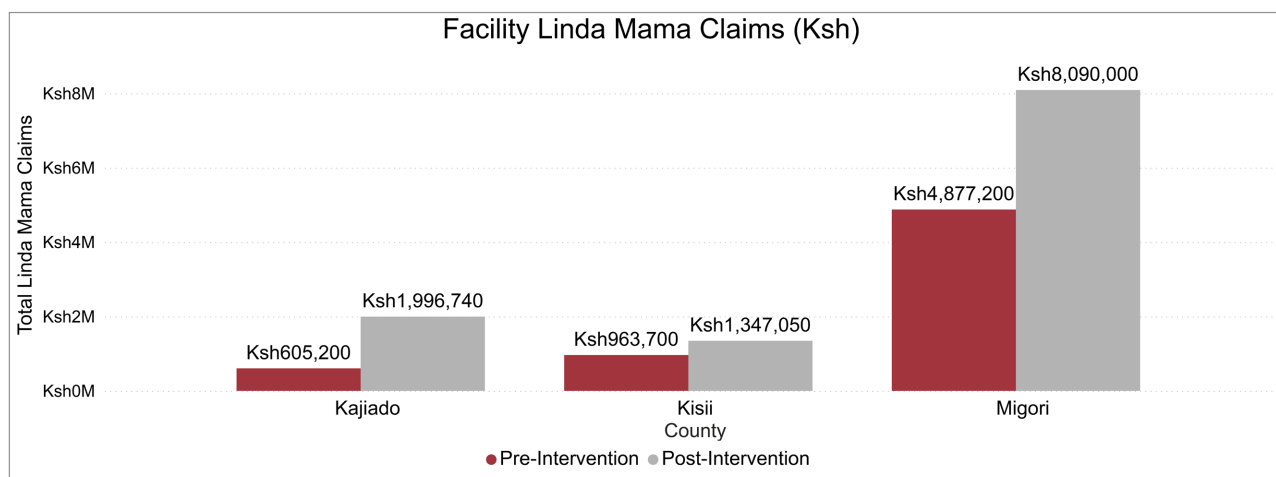 Facility Linda Mama Claims (Ksh)
Total Linda Mama Claims
Ksh8M
Ksh6M
Ksh4M
Ksh2M
Ksh0M
Ksh605,200
Ksh1,996,740
Ksh963,700
Ksh1,347,050
Ksh4,877,200
Ksh8,090,000
Kajiado
Kisii
Migori
County
Pre-Intervention
Post-Intervention